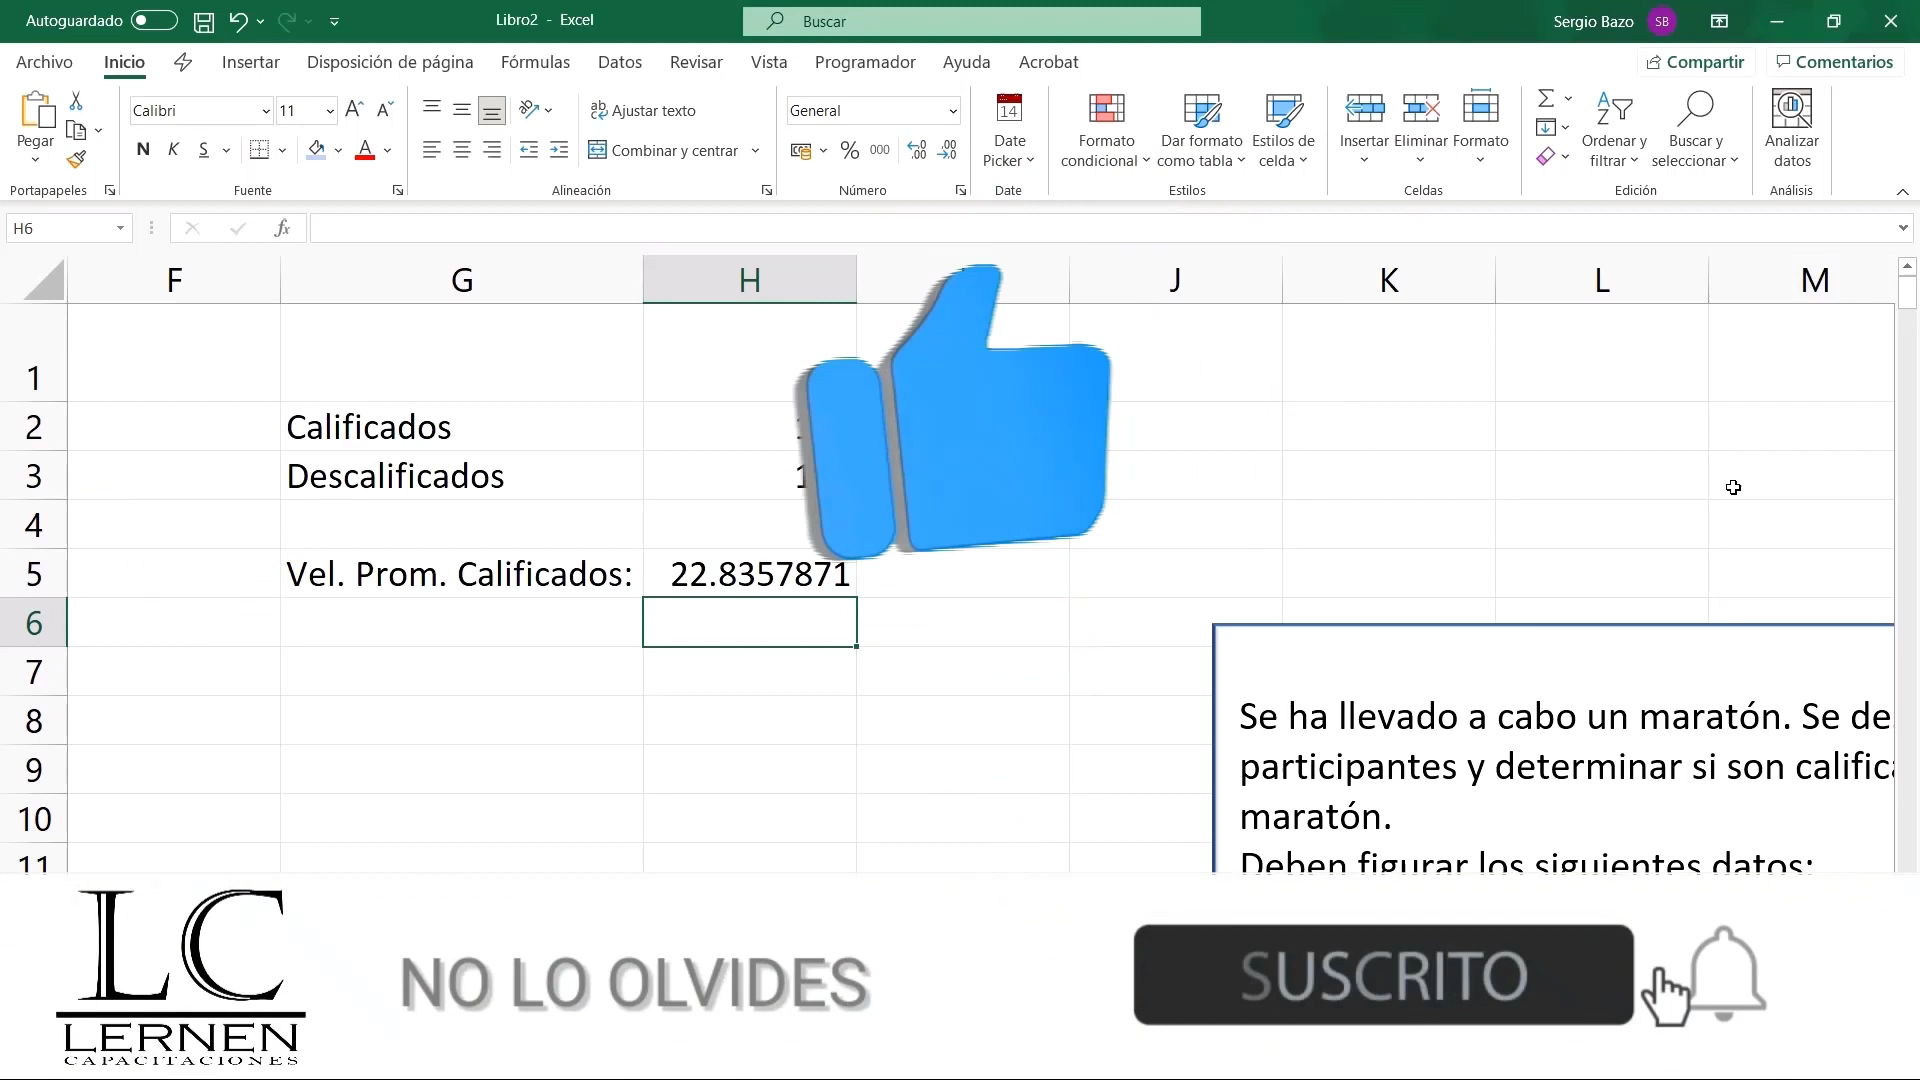 Autoguardado
Libro2 - Excel
Buscar
Sergio Bazo
SB
Archivo
Inicio
Insertar
Disposición de página
Fórmulas
Datos
Revisar
Vista
Programador
Ayuda
Acrobat
Compartir
Comentarios
Pegar
Portapapeles
Calibri
11
N K S
Fuente
Ajustar texto
Combinar y centrar
Alineación
General
% 000
Número
14
Date
Picker
Date
Formato
condicional
Dar formato
como tabla
Estilos de
celda
Estilos
Insertar
Eliminar
Formato
Celdas
Ordenar y
filtrar
Buscar y
seleccionar
Edición
Analizar
datos
Análisis
H6
fx
F G H J K L M
1
2 Calificados
3 Descalificados
4
5 Vel. Prom. Calificados: 22.8357871
6
7
8
9
10
11
Se ha llevado a cabo un maratón. Se
participantes y determinar si son
maratón.
Deben figurar los siguientes datos:
LC
LERNEN
CAPACITACIONES
NO LO OLVIDES
SUSCRITO